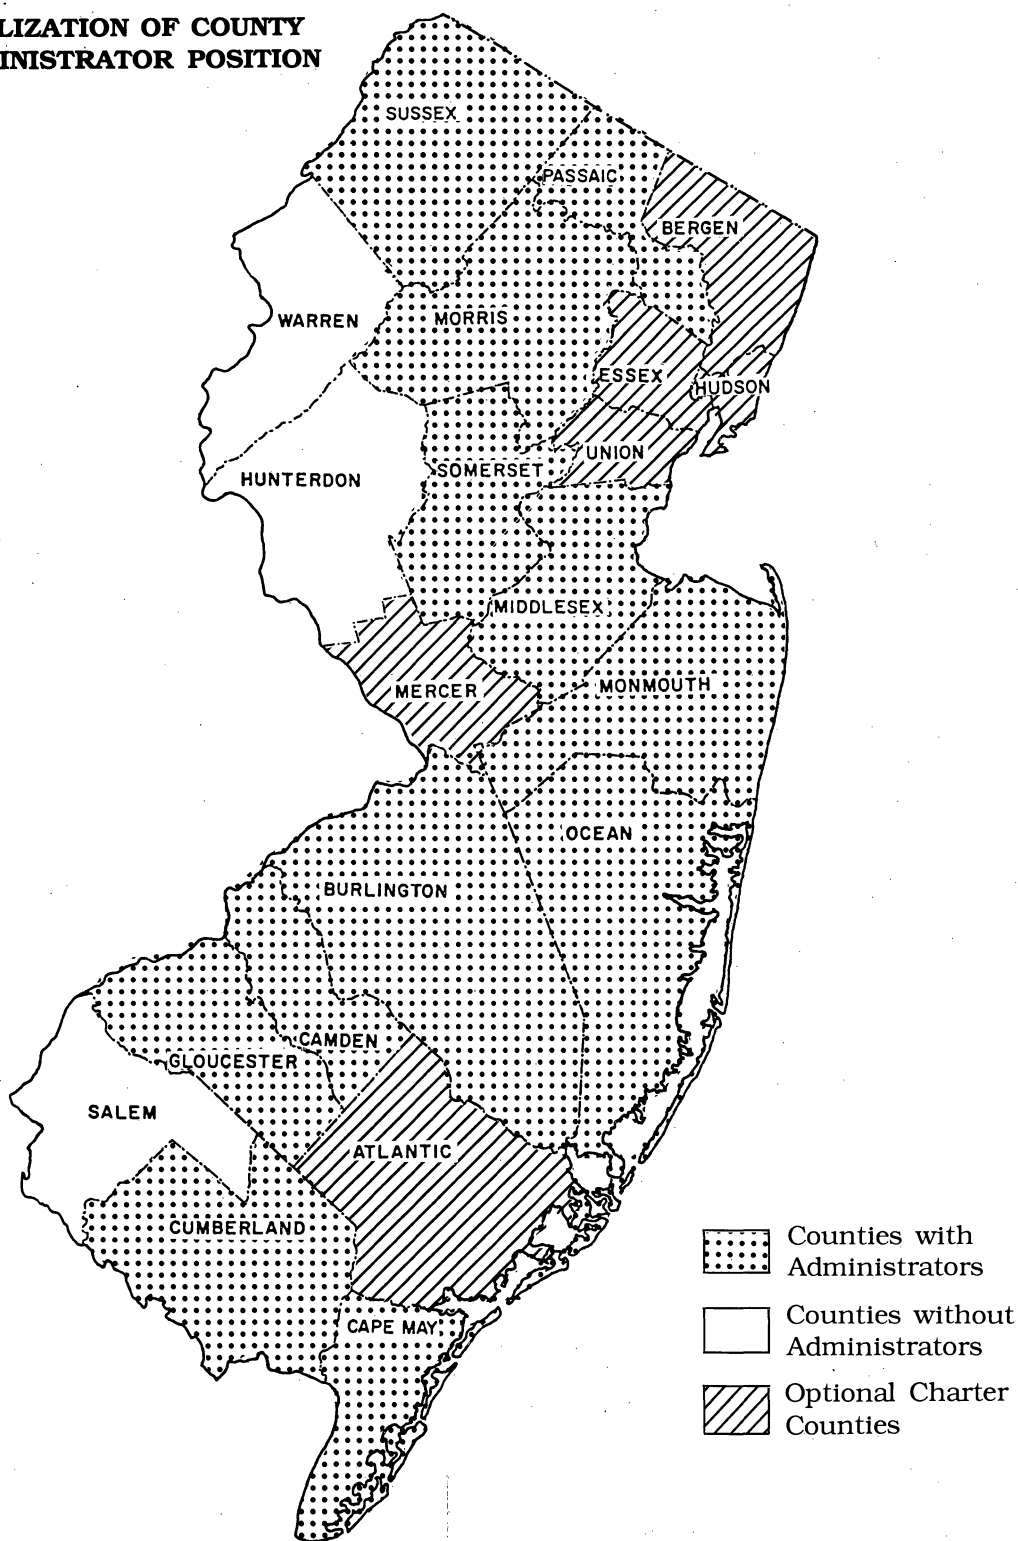 LIZATION OF COUNTY
INISTRATOR POSITION
SUSSEX
PASSAIC
BERGEN
WARREN
MORRIS
ESSEX
HUDSON
UNION
SOMERSET
HUNTERDON
MIDDLESEX
MONMOUTH
MERCER
OCEAN
BURLINGTON
CAMDEN
GLOUCESTER
SALEM
ATLANTIC
CUMBERLAND
CAPE MAY
Counties with
Administrators
Counties without
Administrators
Optional Charter
Counties